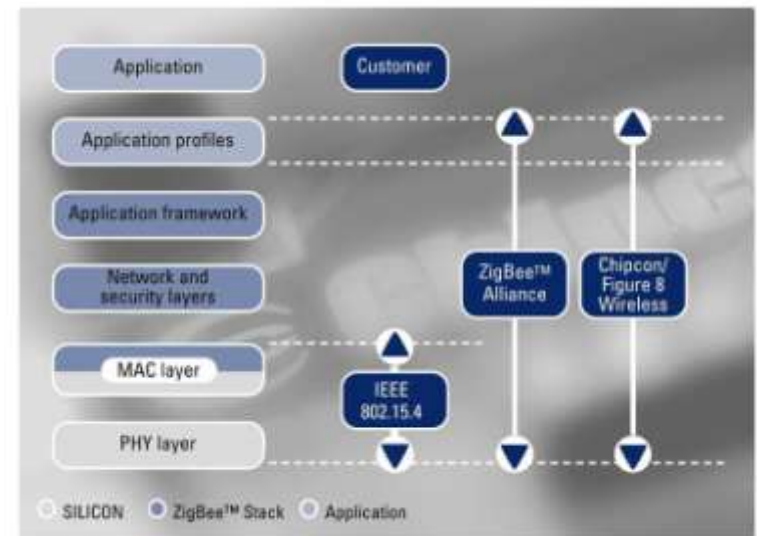 Application
Customer
Application profiles
Application framework
Network and
security layers
ZigBee™
Alliance
Chipcon/
Figure 8
Wireless
MAC layer
IEEE
802.15.4
PHY layer
SILICON
ZigBee™ Stack
Application